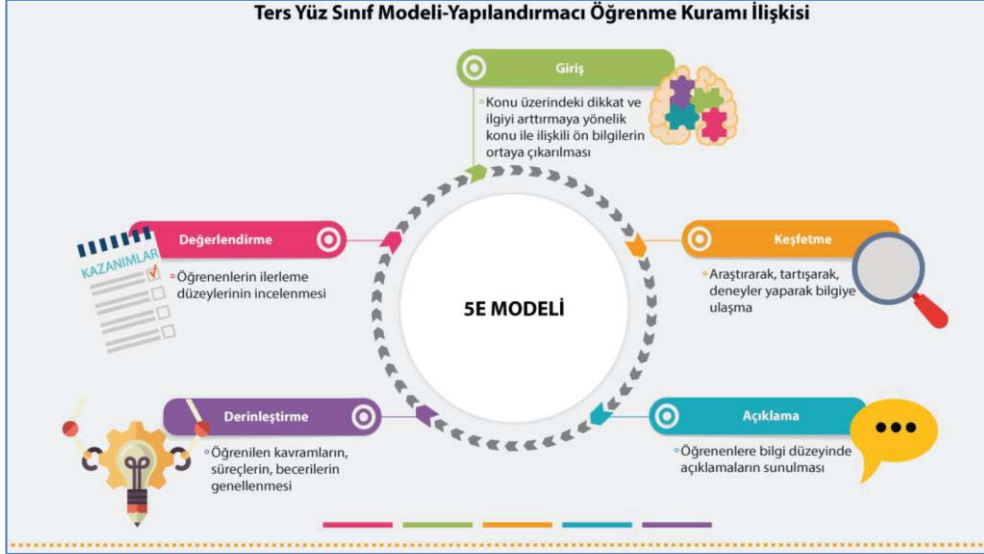 Ters Yüz Sınıf Modeli-Yapılandırmacı Öğrenme Kuramı İlişkisi
Giriş
Konu üzerindeki dikkat ve
ilgiyi arttırmaya yönelik
konu ile ilişkili ön bilgilerin
ortaya çıkarılması
Keşfetme
Araştırarak, tartışarak,
deneyler yaparak bilgiye
ulaşma
Açıklama
Öğrenenlere bilgi düzeyinde
açıklamaların sunulması
Derinleştirme
Öğrenilen kavramların,
süreçlerin, becerilerin
genellenmesi
Değerlendirme
KAZANIMLAR
Öğrenenlerin ilerleme
düzeylerinin incelenmesi
5E MODELİ